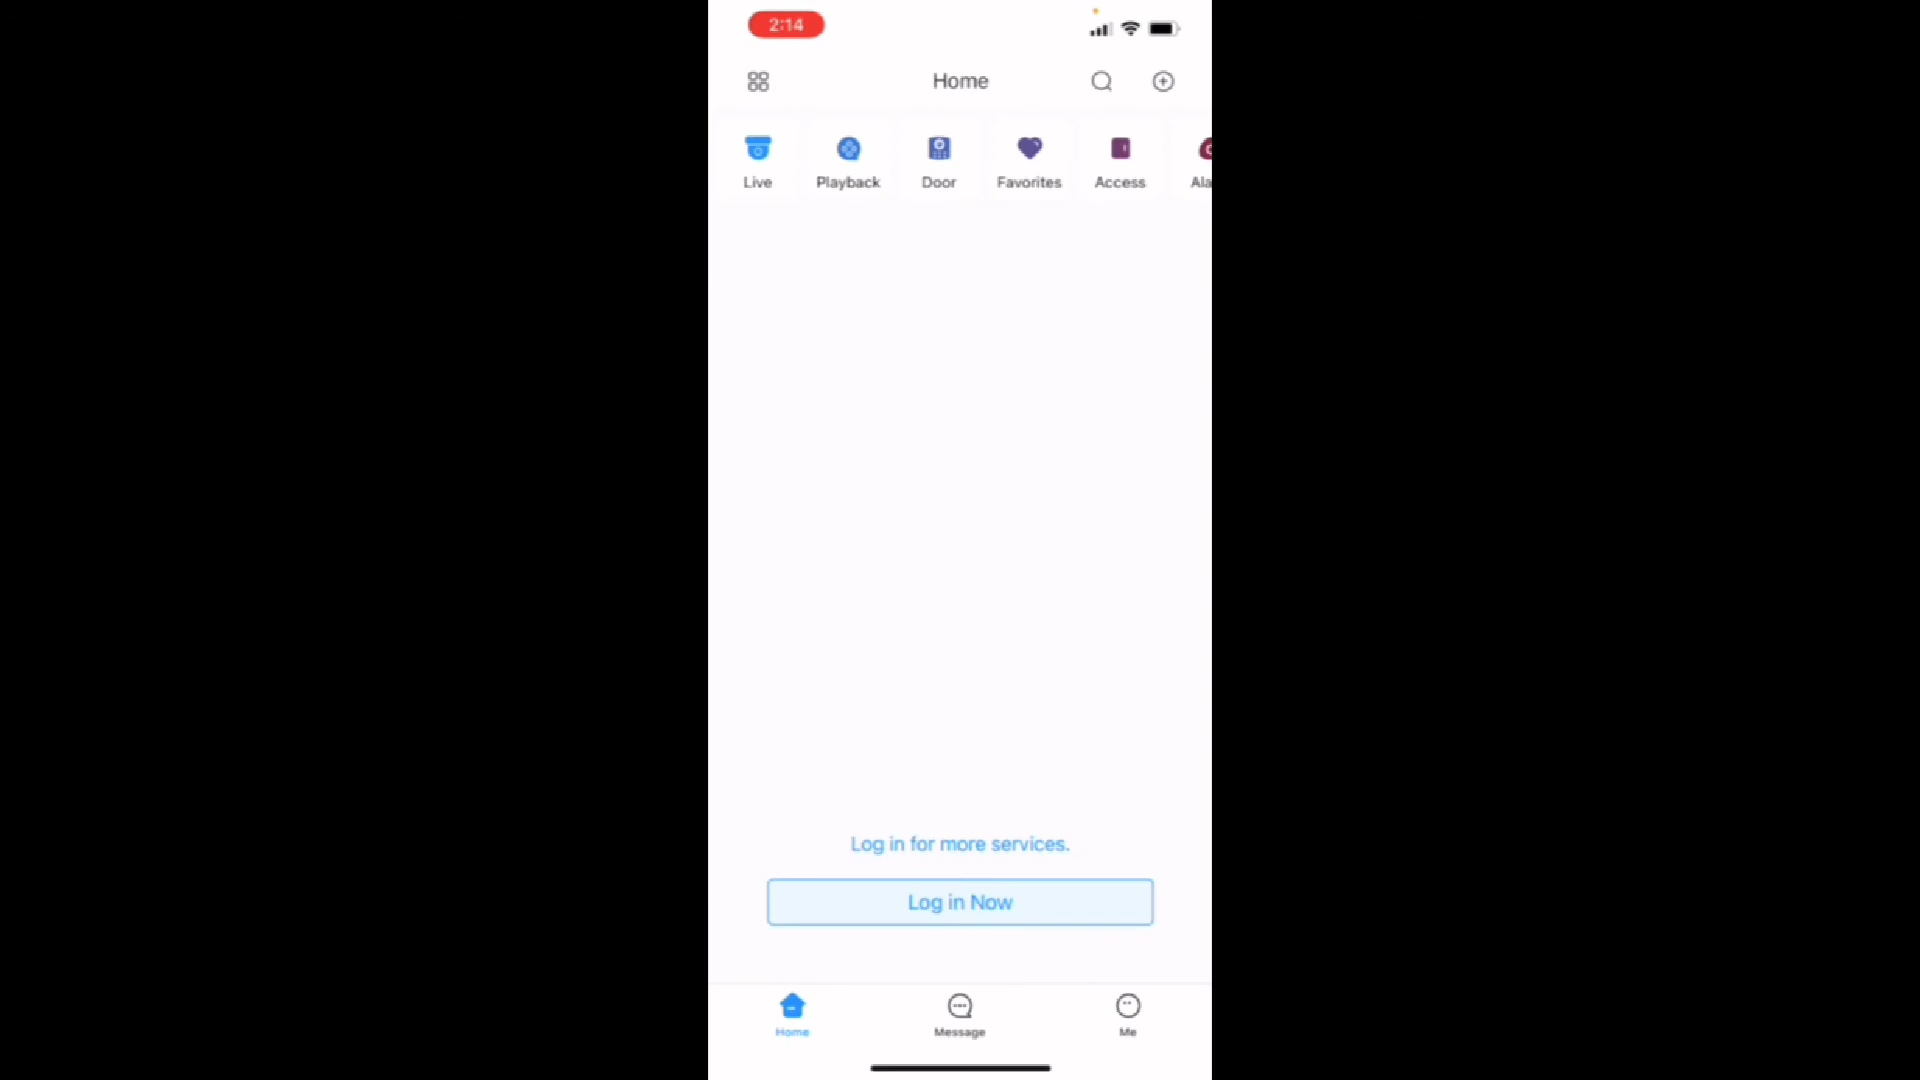 2:14
Home
Live Playback Door Favorites Access Ala
Log in for more services.
Log in Now
Home Message Me